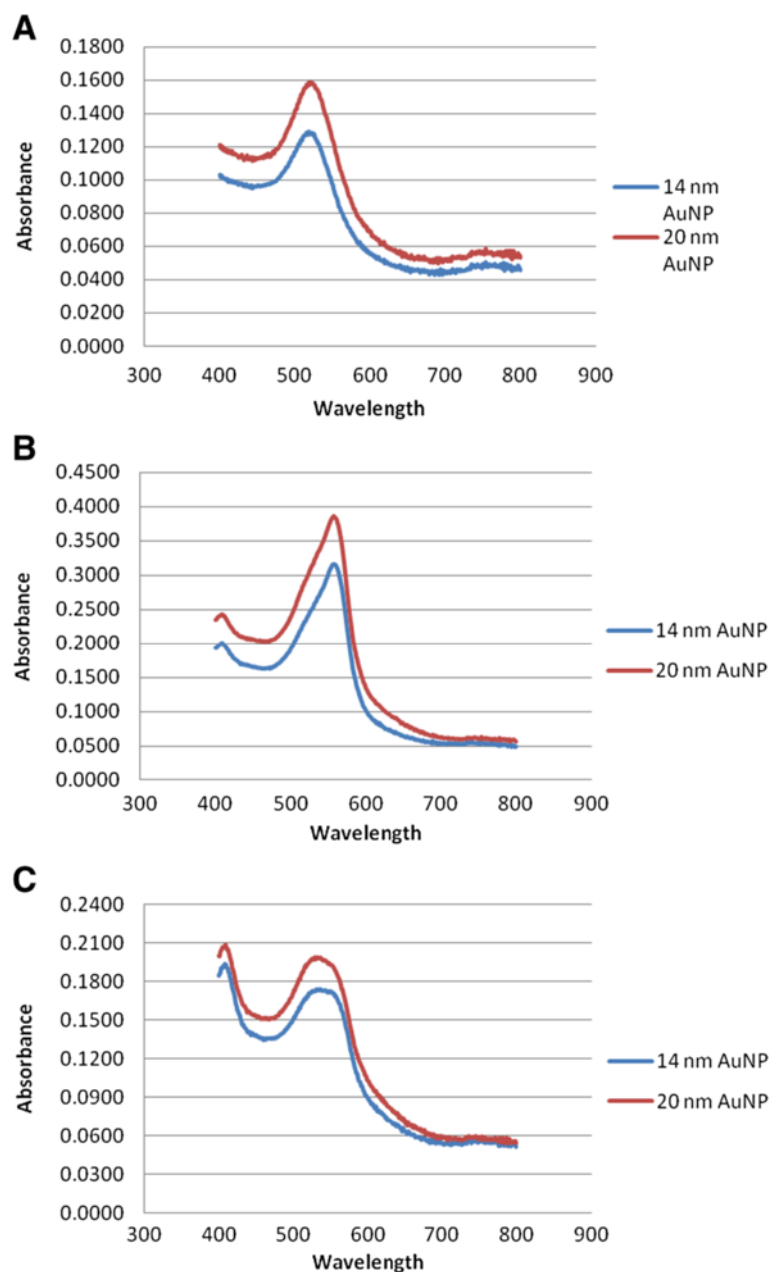 A
0.1800
0.1600
0.1400
0.1200
0.1000
0.0800
0.0600
0.0400
0.0200
0.0000
Absorbance
300 400 500 600 700 800 900
Wavelength
14 nm
AuNP
20 nm
AuNP
B
0.4500
0.4000
0.3500
0.3000
0.2500
0.2000
0.1500
0.1000
0.0500
0.0000
Absorbance
300 400 500 600 700 800 900
Wavelength
14 nm AuNP
20 nm AuNP
C
0.2400
0.2100
0.1800
0.1500
0.1200
0.0900
0.0600
0.0300
0.0000
Absorbance
300 400 500 600 700 800 900
Wavelength
14 nm AuNP
20 nm AuNP